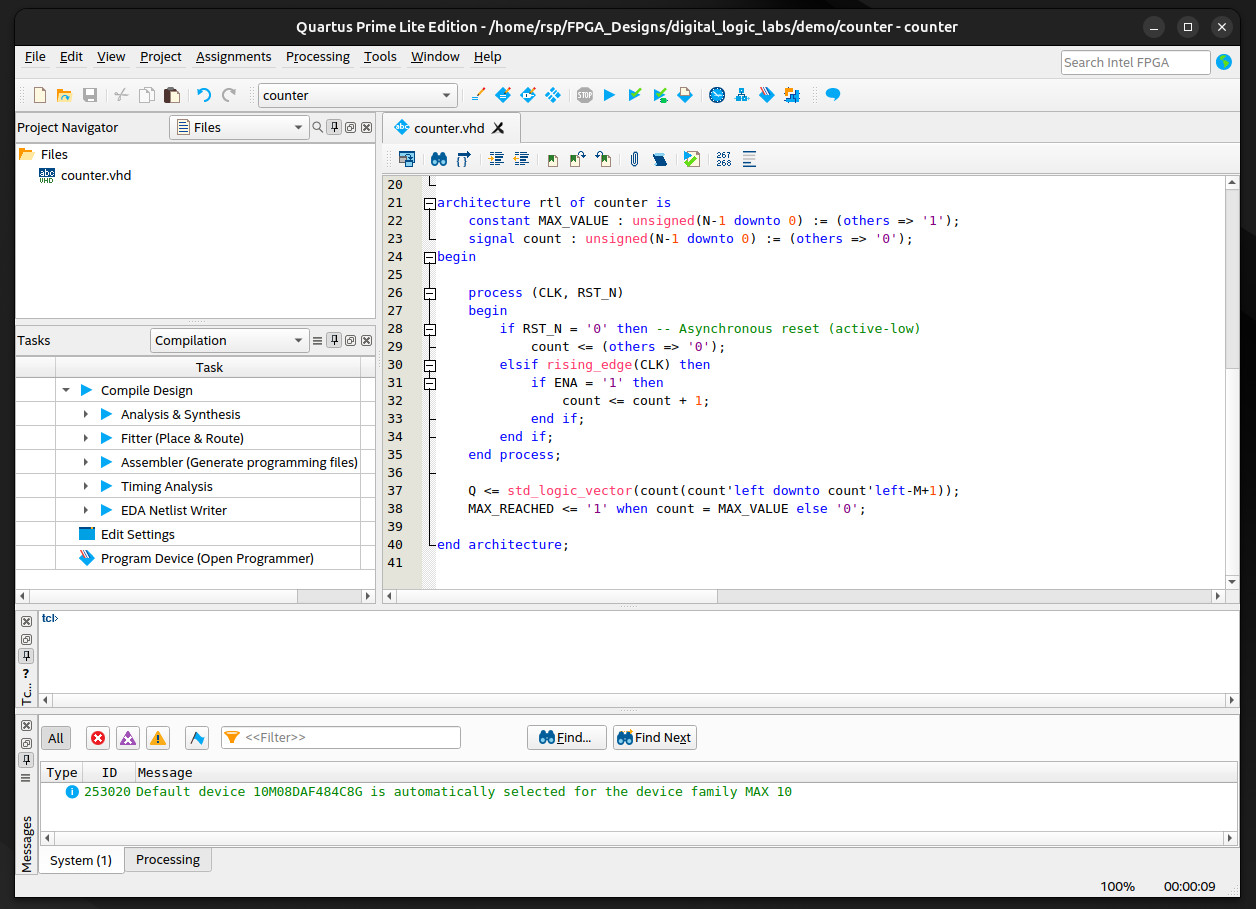 Quartus Prime Lite Edition - /home/rsp/FPGA_Designs/digital_logic_labs/demo/counter - counter
File Edit View Project Assignments Processing Tools Window Help
Search Intel FPGA
counter
STOP
Project Navigator
Files
Files
abc VHD counter.vhd
Tasks
Compilation
Task
Compile Design
Analysis & Synthesis
Fitter (Place & Route)
Assembler (Generate programming files)
Timing Analysis
EDA Netlist Writer
Edit Settings
Program Device (Open Programmer)
abc counter.vhd
267
268
20
21 architecture rtl of counter is
22     constant MAX_VALUE : unsigned(N-1 downto 0) := (others => '1');
23     signal count : unsigned(N-1 downto 0) := (others => '0');
24 begin
25
26     process (CLK, RST_N)
27     begin
28         if RST_N = '0' then -- Asynchronous reset (active-low)
29             count <= (others => '0');
30         elsif rising_edge(CLK) then
31             if ENA = '1' then
32                 count <= count + 1;
33             end if;
34         end if;
35     end process;
36
37     Q <= std_logic_vector(count(count'left downto count'left-M+1));
38     MAX_REACHED <= '1' when count = MAX_VALUE else '0';
39
40 end architecture;
41
tcl>
? Tc...
All
<<Filter>>
Find...
Find Next
Type ID Message
253020 Default device 10M08DAF484C8G is automatically selected for the device family MAX 10
Messages
System (1)
Processing
100% 00:00:09